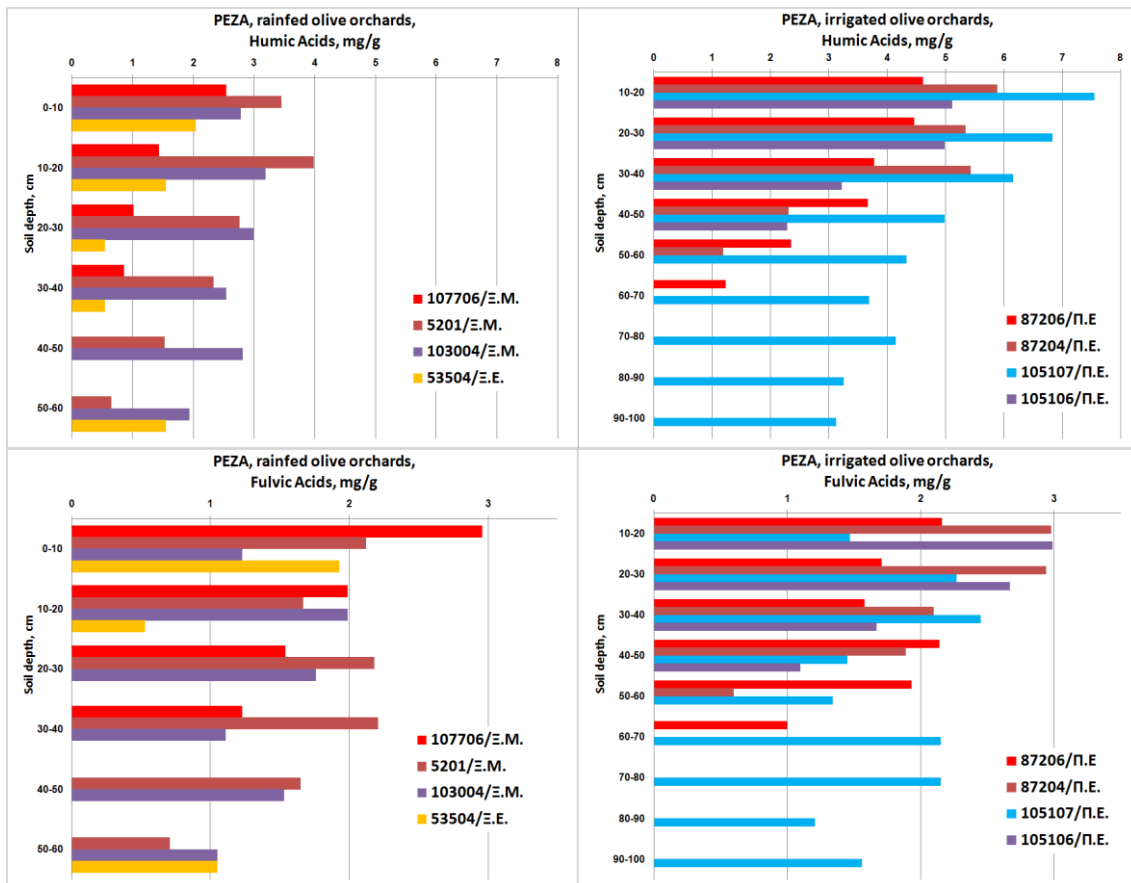 PEZA, rainfed olive orchards,
Humic Acids, mg/g
0 1 2 3 4 5 6 7 8
Soil depth, cm
0-10
10-20
20-30
30-40
40-50
50-60
107706/Ξ.Μ.
5201/Ξ.Μ.
103004/Ξ.Μ.
53504/Ξ.Ε.
PEZA, irrigated olive orchards,
Humic Acids, mg/g
0 1 2 3 4 5 6 7 8
Soil depth, cm
10-20
20-30
30-40
40-50
50-60
60-70
70-80
80-90
90-100
87206/Π.Ε
87204/Π.Ε.
105107/Π.Ε.
105106/Π.Ε.
PEZA, rainfed olive orchards,
Fulvic Acids, mg/g
0 1 2 3
Soil depth, cm
0-10
10-20
20-30
30-40
40-50
50-60
107706/Ξ.Μ.
5201/Ξ.Μ.
103004/Ξ.Μ.
53504/Ξ.Ε.
PEZA, irrigated olive orchards,
Fulvic Acids, mg/g
0 1 2 3
Soil depth, cm
10-20
20-30
30-40
40-50
50-60
60-70
70-80
80-90
90-100
87206/Π.Ε
87204/Π.Ε.
105107/Π.Ε.
105106/Π.Ε.